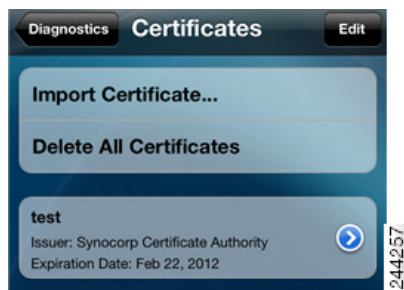 Diagnostics Certificates Edit
Import Certificate...
Delete All Certificates
test
Issuer: Synocorp Certificate Authority
Expiration Date: Feb 22, 2012
244257